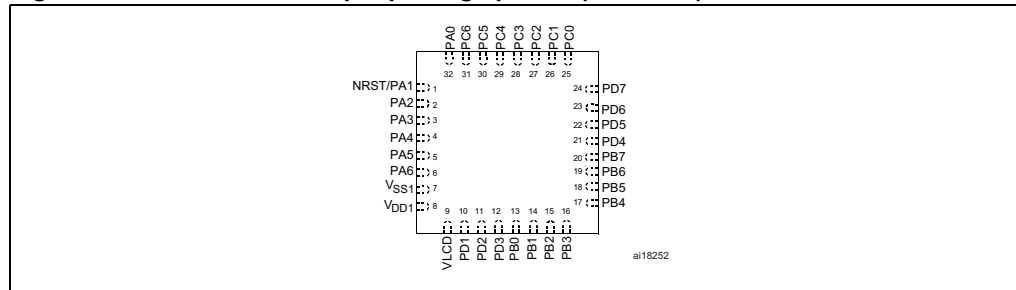 PA0 PC6 PC5 PC4 PC3 PC2 PC1 PC0
32 31 30 29 28 27 26 25
NRST/PA1 1
PA2 2
PA3 3
PA4 4
PA5 5
PA6 6
VSS1 7
VDD1 8
24 PD7
23 PD6
22 PD5
21 PD4
20 PB7
19 PB6
18 PB5
17 PB4
9 10 11 12 13 14 15 16
VLCD PD1 PD2 PD3 PB0 PB1 PB2 PB3
ai18252